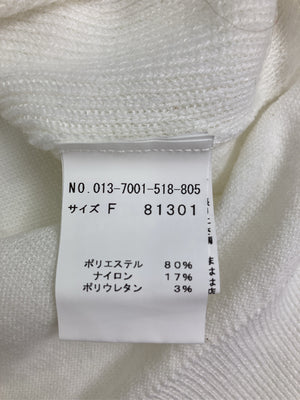 NO. 013-7001-518-805
サイズ F 81301
ポリエステル 80%
ナイロン 17%
ポリウレタン 3%